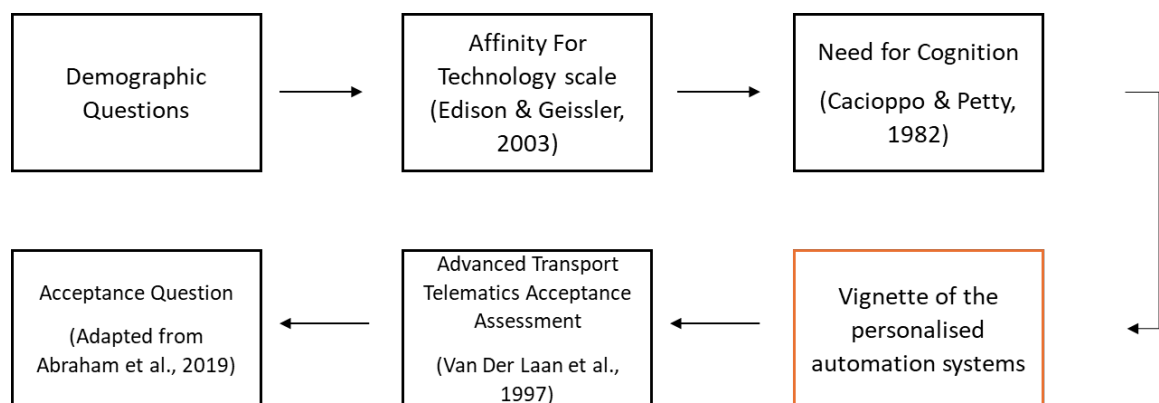 Demographic
Questions
Affinity For
Technology scale
(Edison & Geissler,
2003)
Need for Cognition
(Cacioppo & Petty,
1982)
Vignette of the
personalised
automation systems
Advanced Transport
Telematics Acceptance
Assessment
(Van Der Laan et al.,
1997)
Acceptance Question
(Adapted from
Abraham et al., 2019)